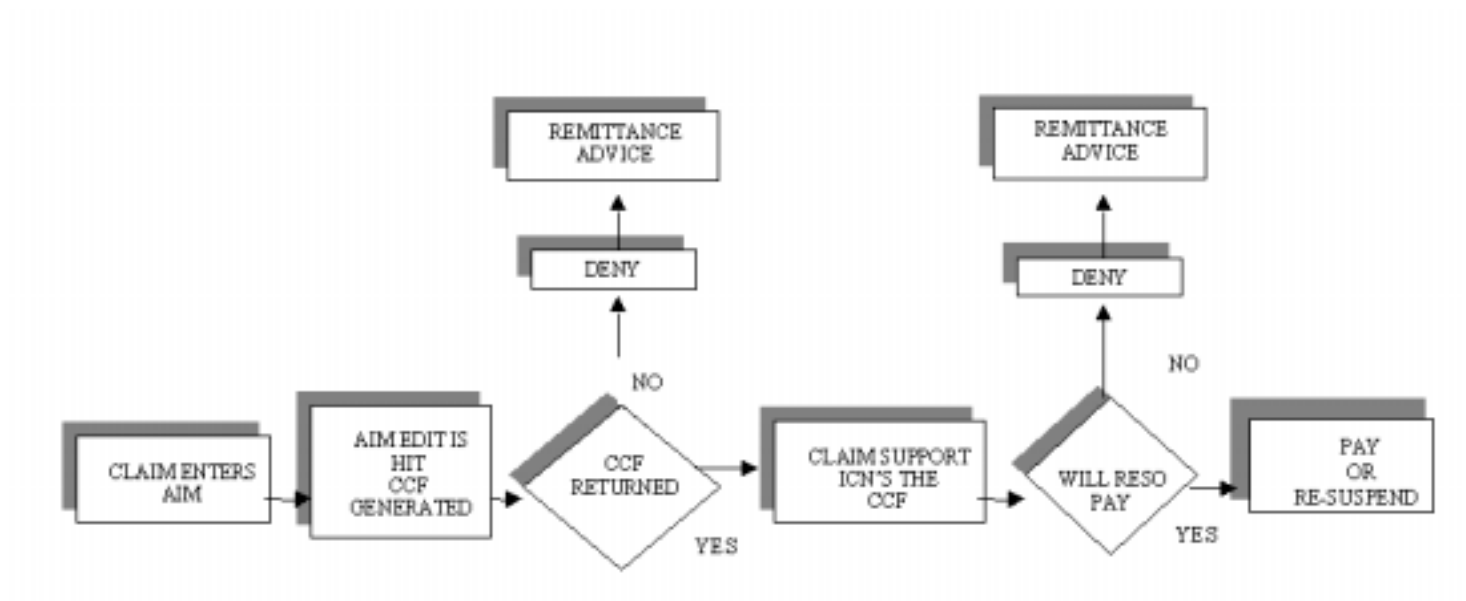 REMITTANCE
ADVICE
REMITTANCE
ADVICE
DENY
DENY
NO
NO
CLAIM ENTERS
AIM
AIM EDIT IS
HIT
CCF
GENERATED
CCF
RETURNED
YES
CLAIM SUPPORT
ICN'S THE
CCF
WILL RESO
PAY
YES
PAY
OR
RE-SUSPEND